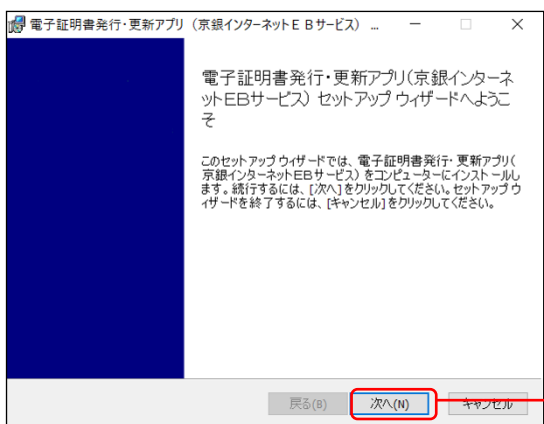 電子証明書発行・更新アプリ（京銀インターネットＥＢサービス） ...
電子証明書発行・更新アプリ(京銀インターネ
ットEBサービス) セットアップ ウィザードへようこ
そ
このセットアップ ウィザードでは、電子証明書発行・更新アプリ(
京銀インターネットEBサービス) をコンピューターにインストールし
ます。続行するには、[次へ] をクリックしてください。セットアップ ウ
ィザードを終了するには、[キャンセル] をクリックしてください。
戻る(B) 次へ(N) キャンセル